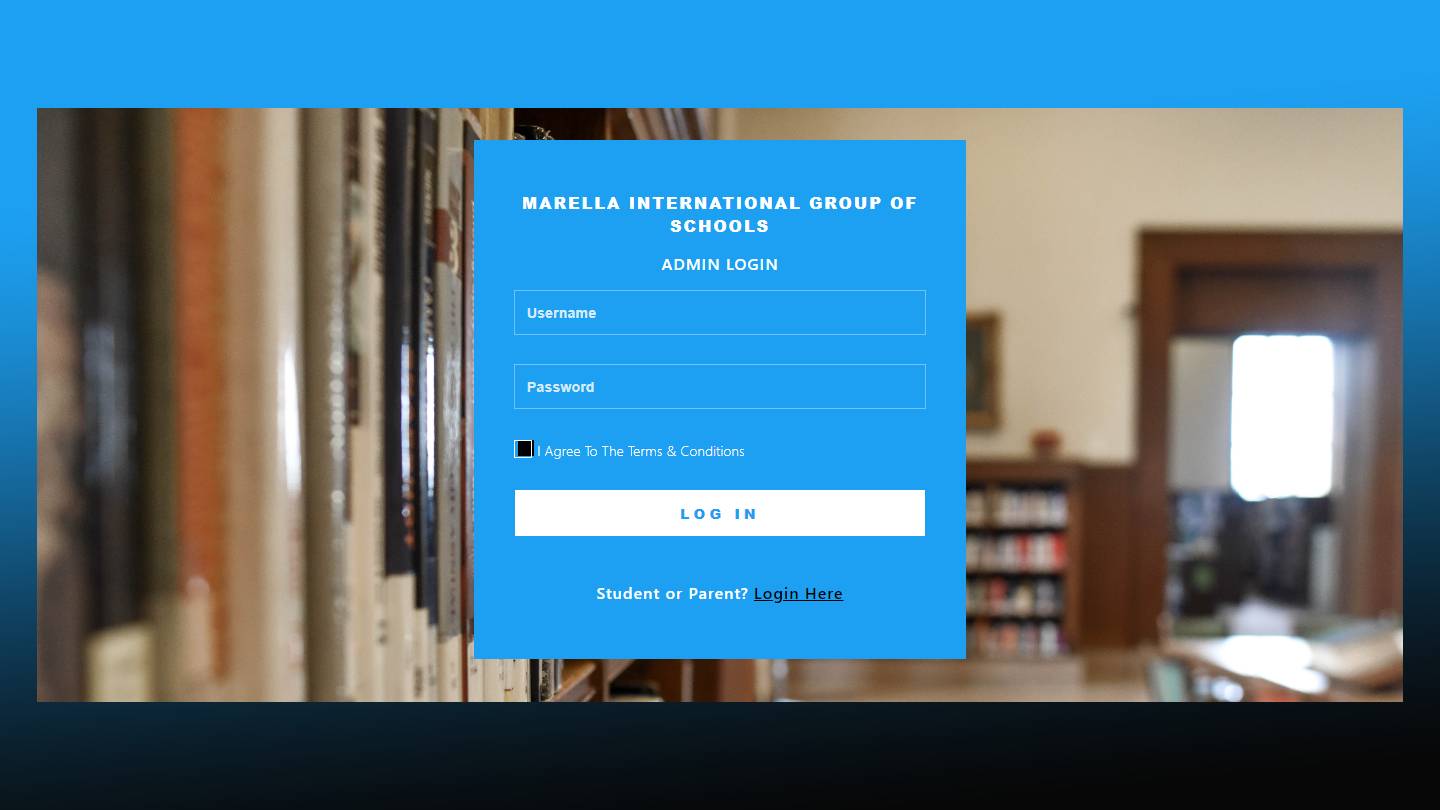 MARELLA INTERNATIONAL GROUP OF
SCHOOLS
ADMIN LOGIN
Username
Password
I Agree To The Terms & Conditions
LOG IN
Student or Parent? Login Here